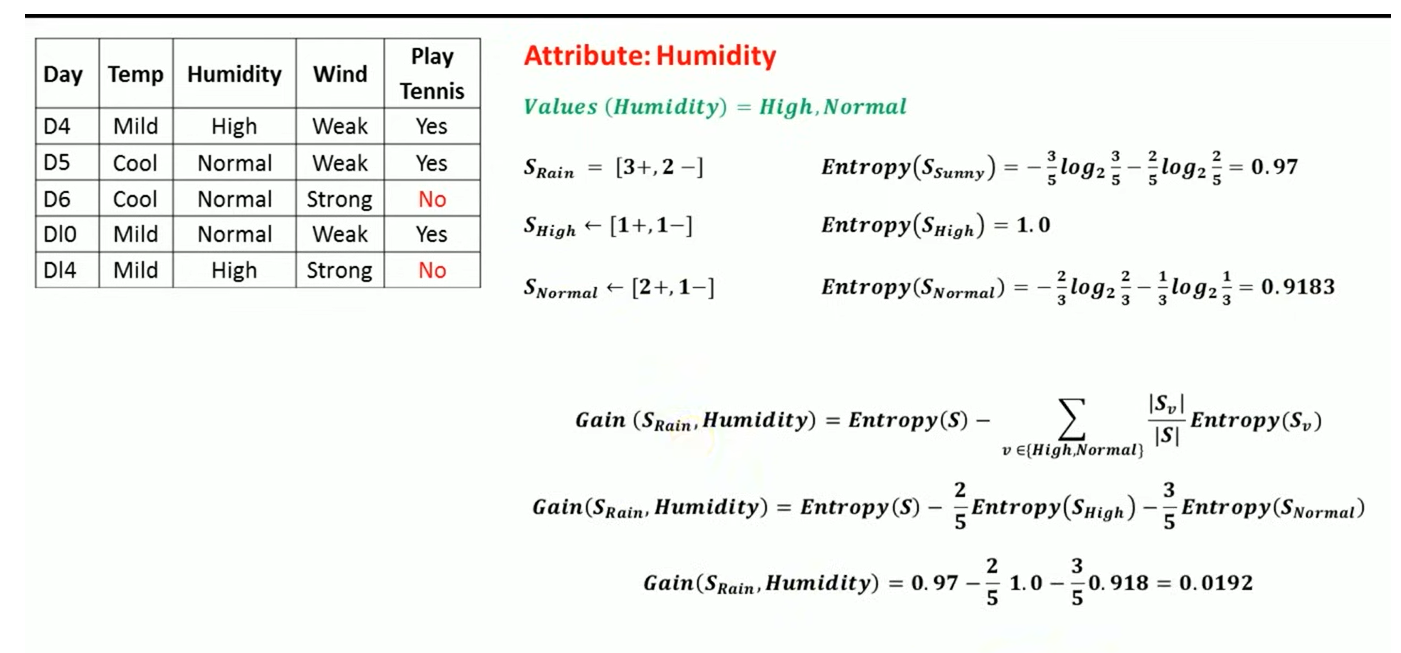 Day Temp Humidity Wind Play Tennis
D4 Mild High Weak Yes
D5 Cool Normal Weak Yes
D6 Cool Normal Strong No
Dl0 Mild Normal Weak Yes
Dl4 Mild High Strong No
Attribute: Humidity
Values (Humidity) = High, Normal
S_Rain = [3+, 2 −] Entropy(S_Sunny) = −3/5 log₂ 3/5 − 2/5 log₂ 2/5 = 0.97
S_High ← [1+, 1−] Entropy(S_High) = 1.0
S_Normal ← [2+, 1−] Entropy(S_Normal) = −2/3 log₂ 2/3 − 1/3 log₂ 1/3 = 0.9183
Gain (S_Rain, Humidity) = Entropy(S) − ∑ v ∈{High,Normal} |S_v|/|S| Entropy(S_v)
Gain(S_Rain, Humidity) = Entropy(S) − 2/5 Entropy(S_High) − 3/5 Entropy(S_Normal)
Gain(S_Rain, Humidity) = 0.97 − 2/5 1.0 − 3/5 0.918 = 0.0192